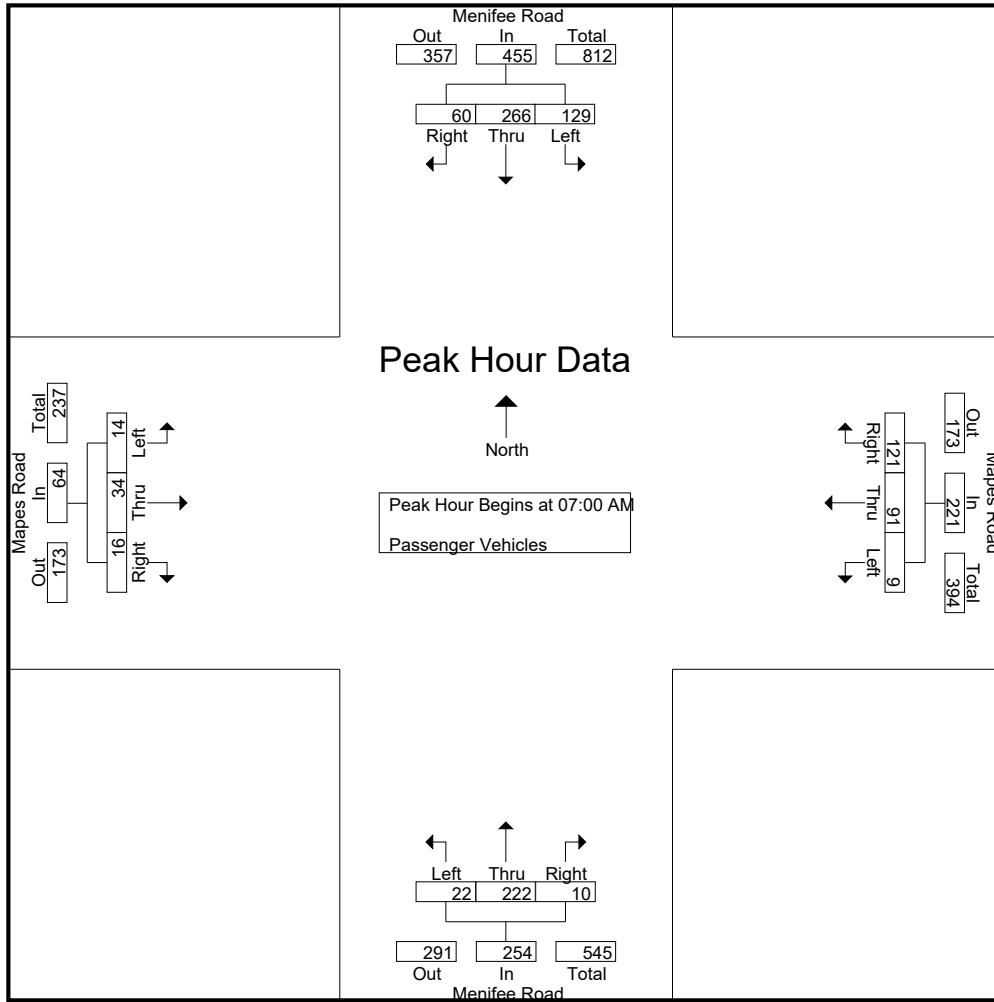 Menifee Road
Out In Total
357 455 812
60 266 129
Right Thru Left
Peak Hour Data
North
Peak Hour Begins at 07:00 AM
Passenger Vehicles
Mapes Road
Out In Total
173 64 237
16 34 14
Right Thru Left
Mapes Road
Out In Total
173 221 394
121 91 9
Right Thru Left
Left Thru Right
22 222 10
291 254 545
Out In Total
Menifee Road